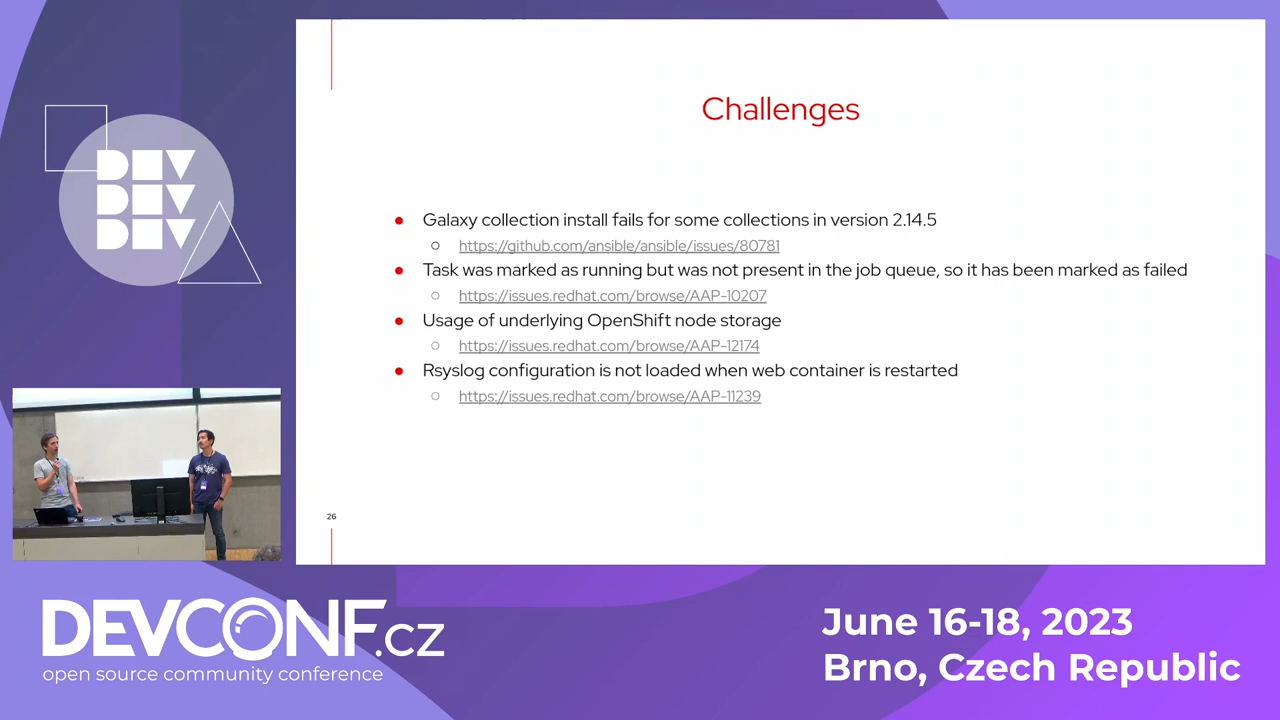 Challenges
● Galaxy collection install fails for some collections in version 2.14.5
○ https://github.com/ansible/ansible/issues/80781
● Task was marked as running but was not present in the job queue, so it has been marked as failed
○ https://issues.redhat.com/browse/AAP-10207
● Usage of underlying OpenShift node storage
○ https://issues.redhat.com/browse/AAP-12174
● Rsyslog configuration is not loaded when web container is restarted
○ https://issues.redhat.com/browse/AAP-11239
26
DEV
DEV
DEV
DEVCONF.cz
open source community conference
June 16-18, 2023
Brno, Czech Republic